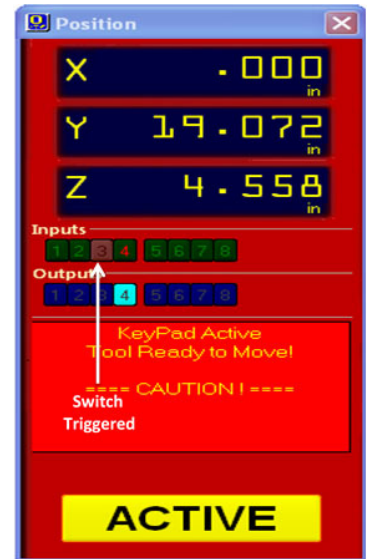 Position
X .000
in
Y 19.072
in
Z 4.558
in
Inputs
1 2 3 4 5 6 7 8
Output
1 2 3 4 5 6 7 8
KeyPad Active
Tool Ready to Move!
==== CAUTION! ====
Switch
Triggered
ACTIVE